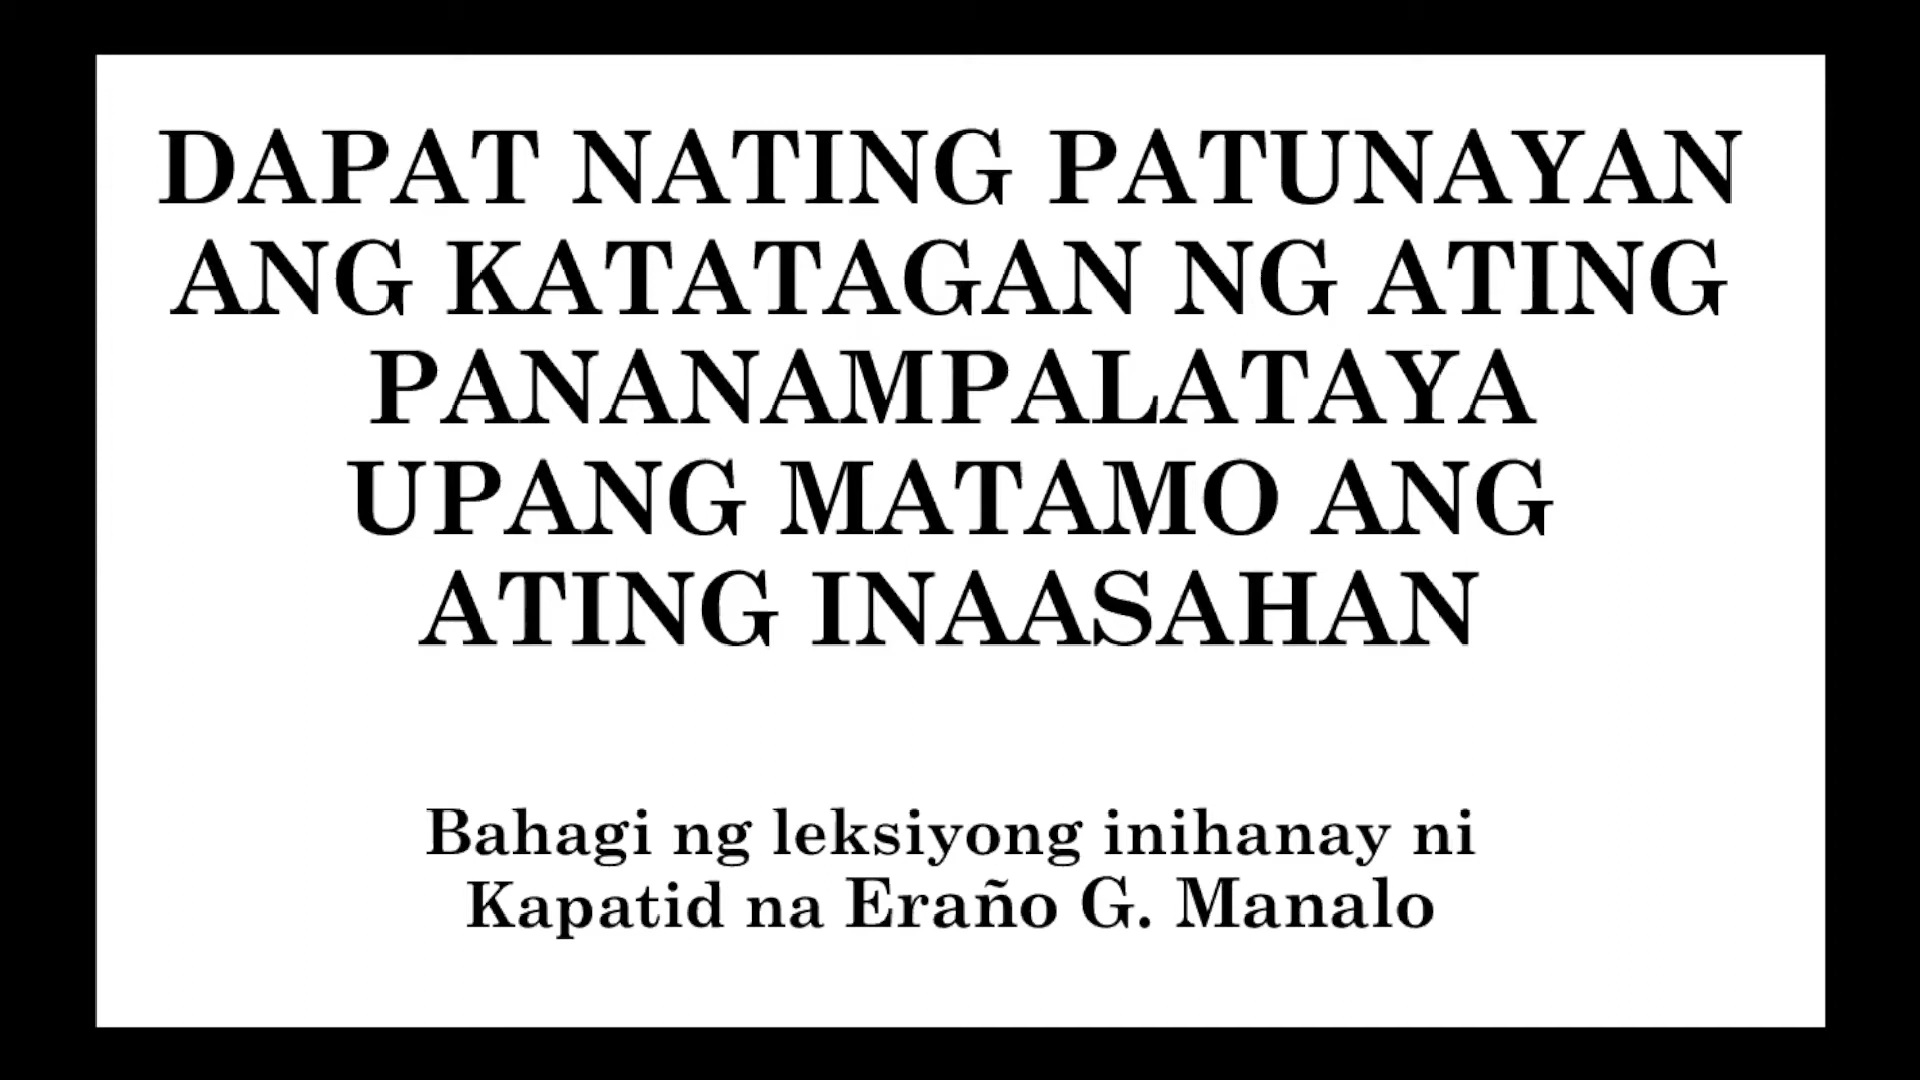 DAPAT NATING PATUNAYAN
ANG KATATAGAN NG ATING
PANANAMPALATAYA
UPANG MATAMO ANG
ATING INAASAHAN
Bahagi ng leksiyong inihanay ni
Kapatid na Eraño G. Manalo